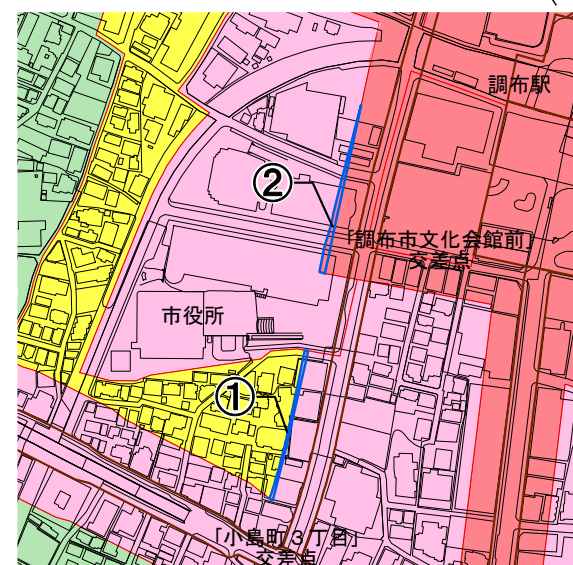 調布駅
②
「調布市文化会館前」
交差点
市役所
①
「小島町３丁目」
交差点